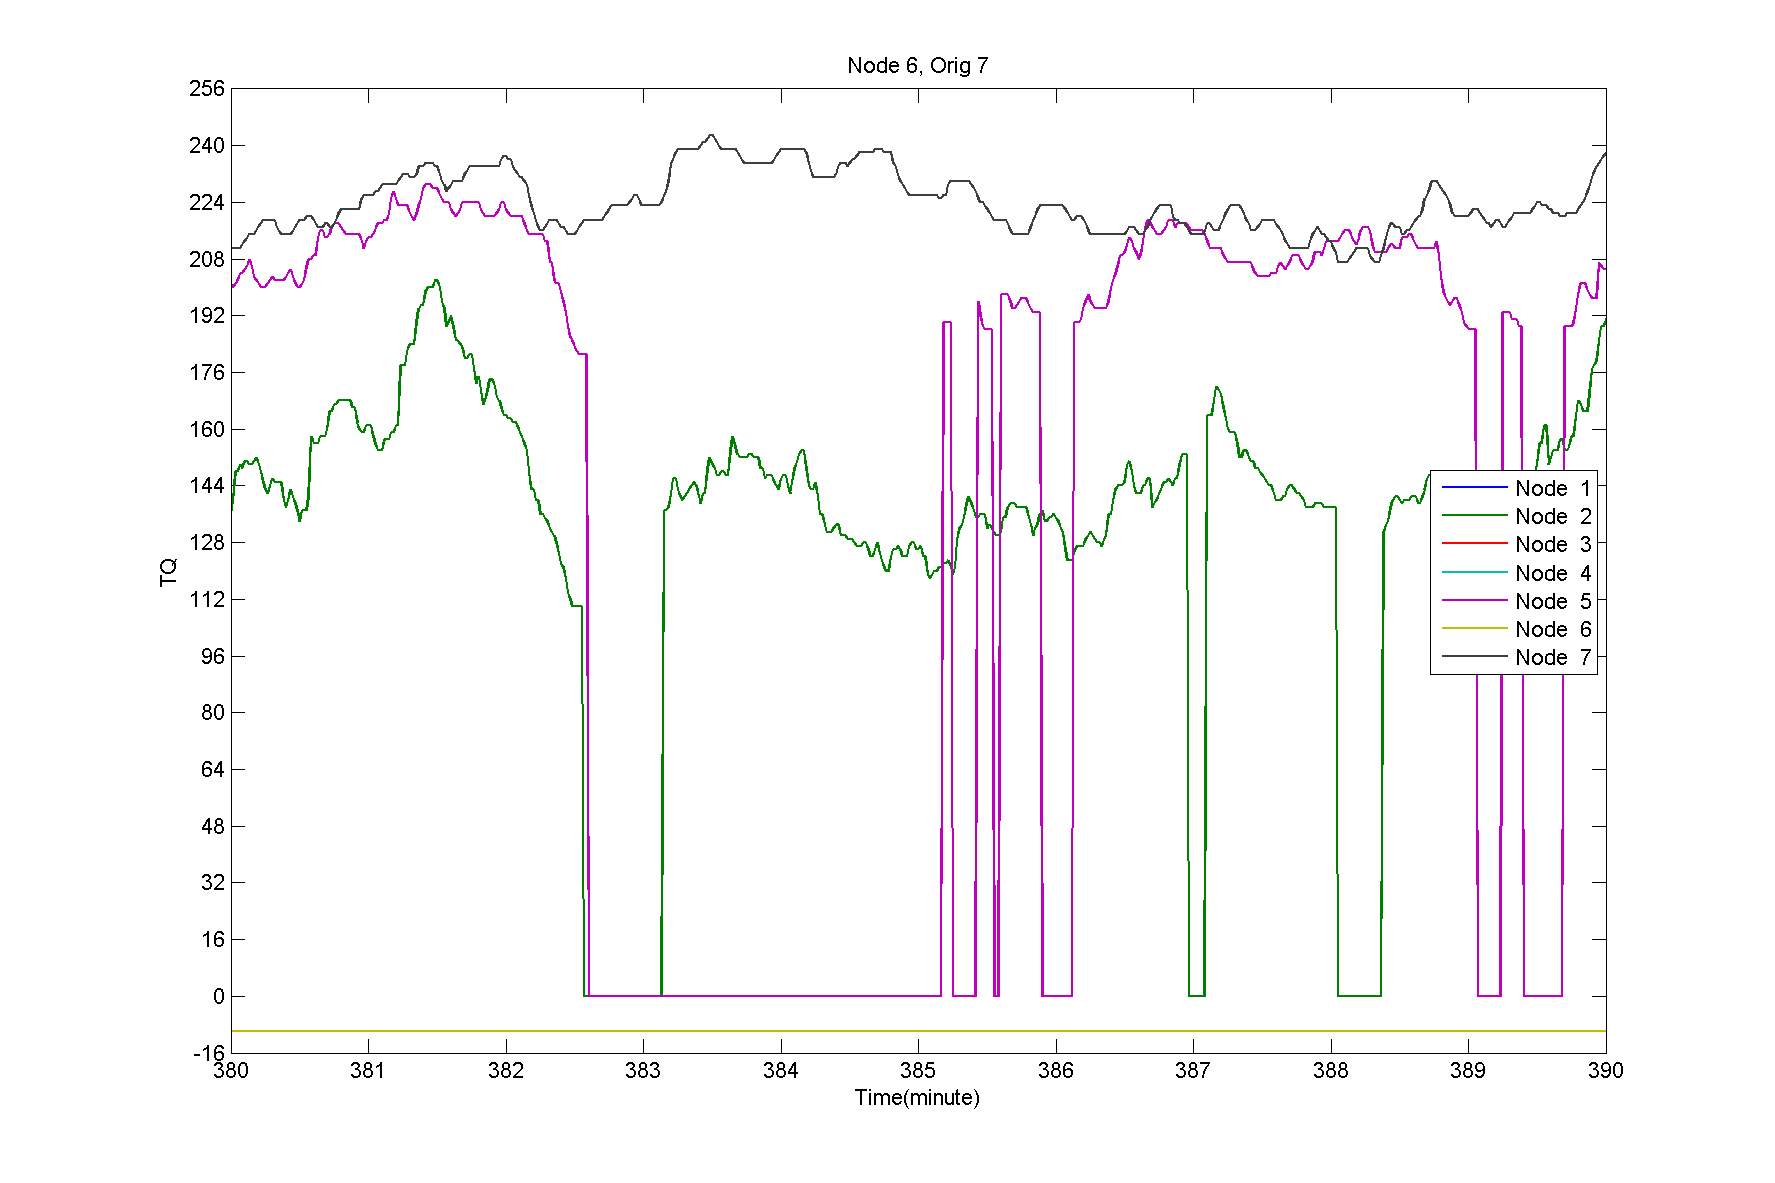 Node 6, Orig 7
256
240
224
208
192
176
160
144
128
112
96
80
64
48
32
16
0
-16
TQ
Node 1
Node 2
Node 3
Node 4
Node 5
Node 6
Node 7
380 381 382 383 384 385 386 387 388 389 390
Time(minute)